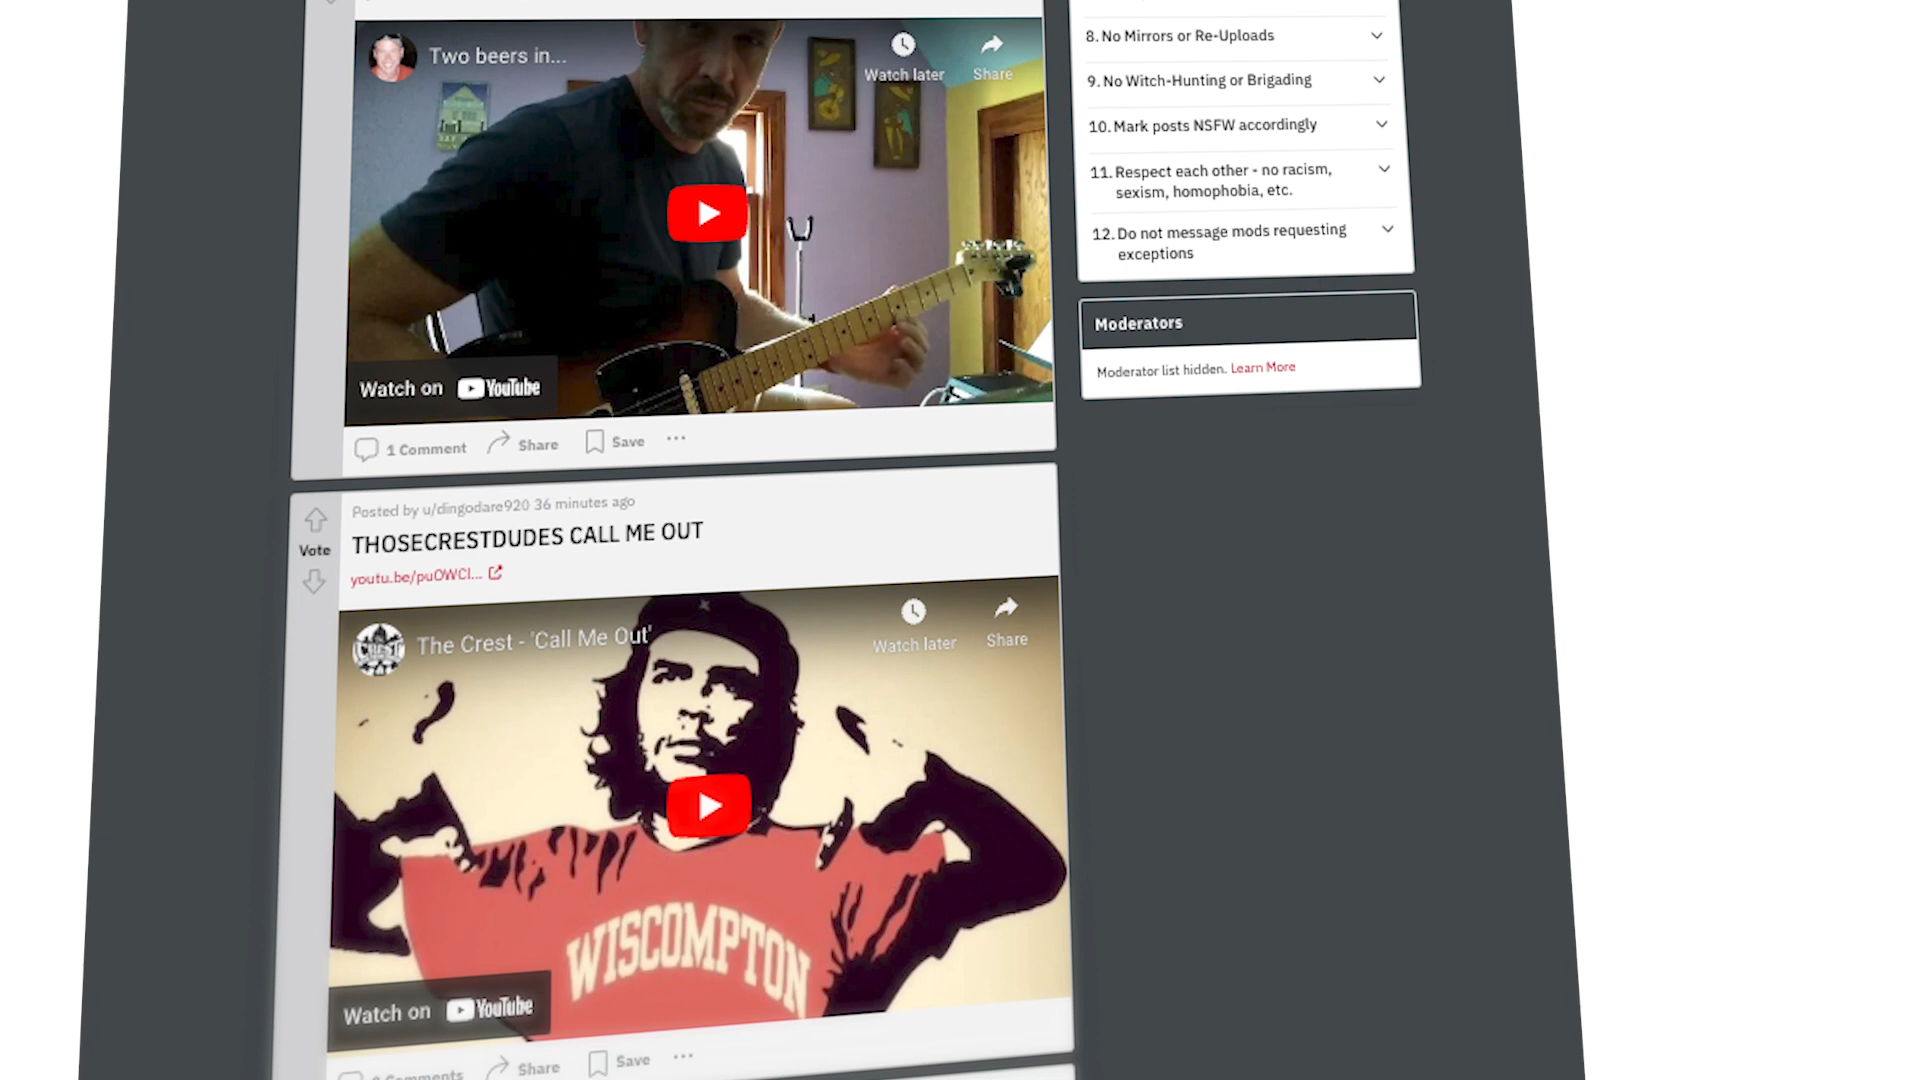 Two beers in...
Watch later
Share
Watch on YouTube
1 Comment
Share
Save
Posted by u/dingodare920 36 minutes ago
Vote
THOSECRESTDUDES CALL ME OUT
youtu.be/puOWCI...
CREST
The Crest - 'Call Me Out'
Watch later
Share
WISCOMPTON
Watch on YouTube
Comments
Share
Save
8. No Mirrors or Re-Uploads
9. No Witch-Hunting or Brigading
10. Mark posts NSFW accordingly
11. Respect each other - no racism,
sexism, homophobia, etc.
12. Do not message mods requesting
exceptions
Moderators
Moderator list hidden. Learn More